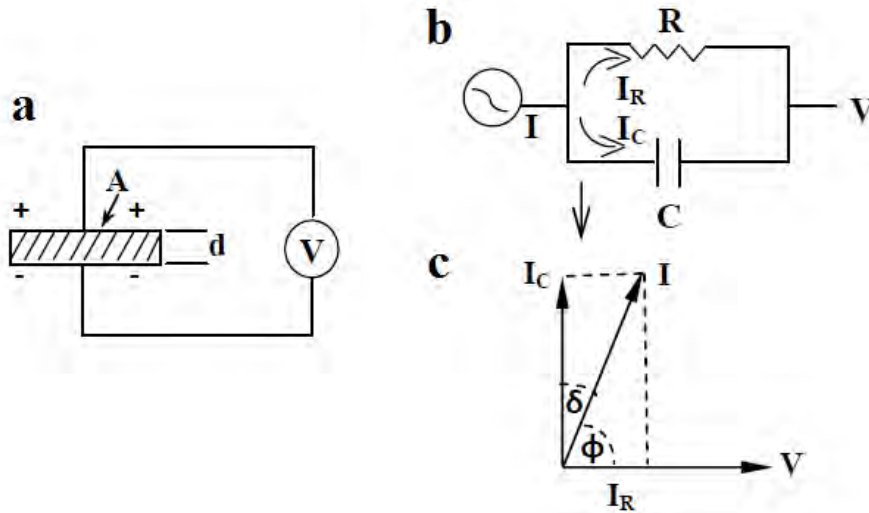 a
A
+ +
d
V
- -
b
R
I_R
I
I_C
V
C
c
I_C
I
δ
ϕ
V
I_R